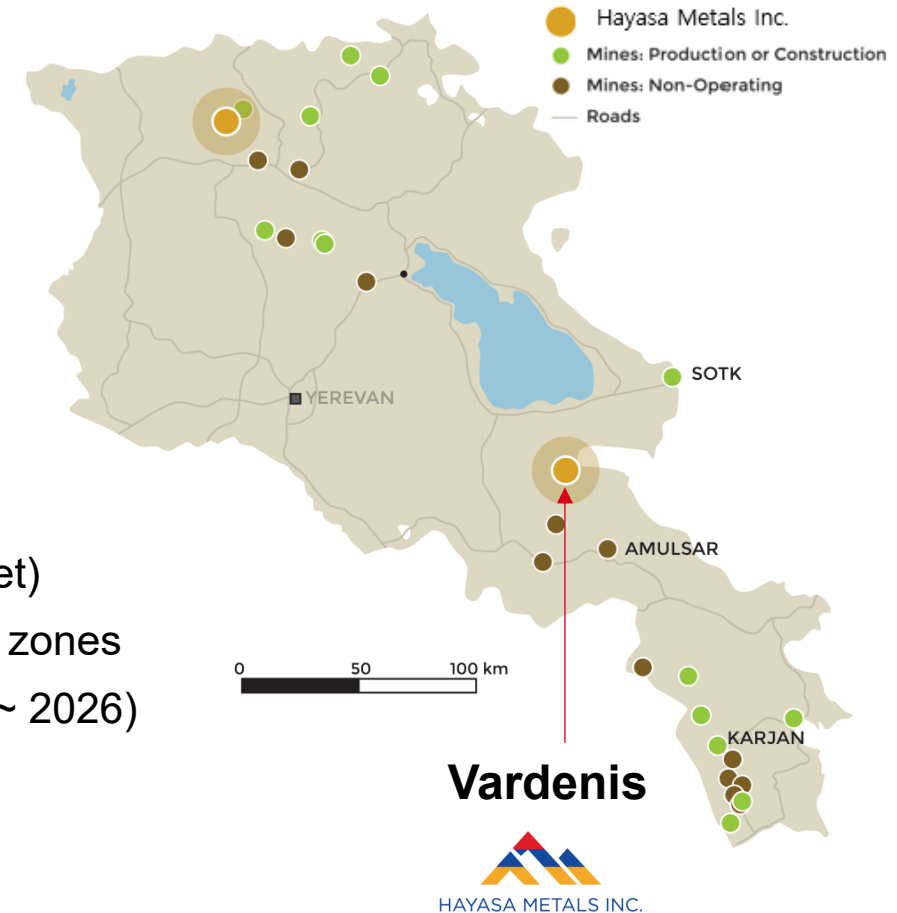 Hayasa Metals Inc.
Mines: Production or Construction
Mines: Non-Operating
Roads
SOTK
YEREVAN
AMULSAR
et)
zones
~ 2026)
0 50 100 km
KARJAN
Vardenis
HAYASA METALS INC.